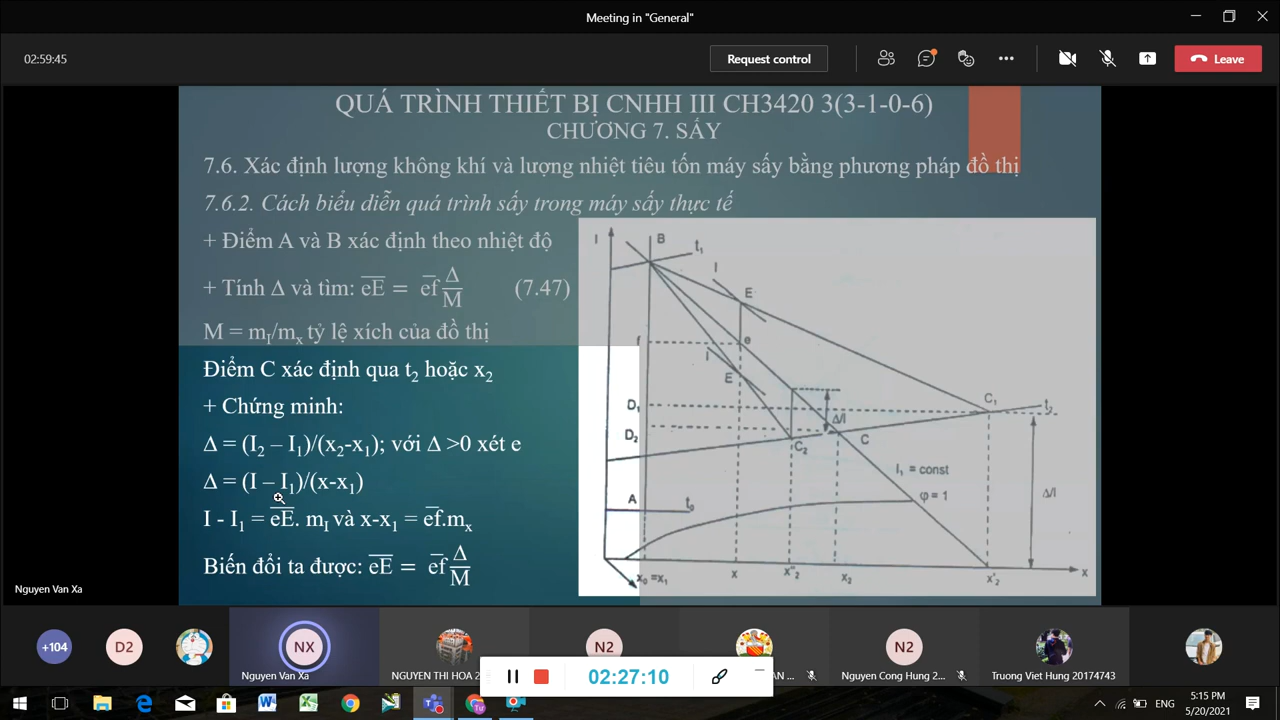 Meeting in "General"
02:59:45
Request control
Leave
QUÁ TRÌNH THIẾT BỊ CNHH III CH3420 3(3-1-0-6)
CHƯƠNG 7. SẤY
7.6. Xác định lượng không khí và lượng nhiệt tiêu tốn máy sấy bằng phương pháp đồ thị
7.6.2. Cách biểu diễn quá trình sấy trong máy sấy thực tế
+ Điểm A và B xác định theo nhiệt độ
+ Tính Δ và tìm: e̅E̅ = e̅f̅ Δ/M (7.47)
M = mI/mx tỷ lệ xích của đồ thị
Điểm C xác định qua t2 hoặc x2
+ Chứng minh:
Δ = (I2 – I1)/(x2-x1); với Δ >0 xét e
Δ = (I – I1)/(x-x1)
I - I1 = e̅E̅. mI và x-x1 = e̅f̅.mx
Biến đổi ta được: e̅E̅ = e̅f̅ Δ/M
I
B
t1
I
E
f
e
I
E
D1
C1
t2
D2
Δ/I
C2
C
I1 = const
φ = 1
A
t0
Δ/I
x0 =x1
x
x"2
x2
x'2
x
Nguyen Van Xa
+104
D2
NX
N2
N2
Nguyen Van Xa
NGUYEN THI HOA 2
AN ...
Nguyen Cong Hung 2...
Truong Viet Hung 20174743
02:27:10
ENG
5:15 PM
5/20/2021